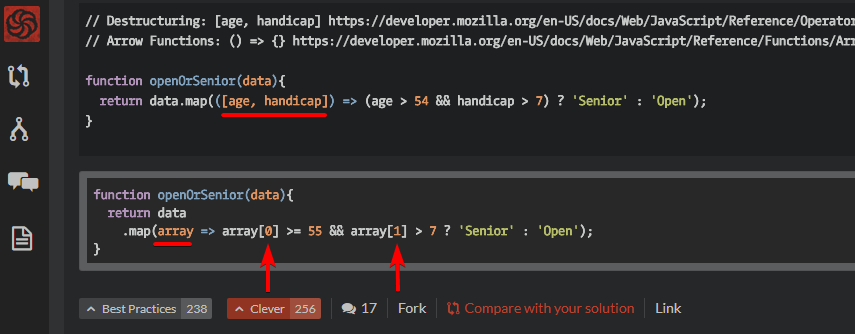 // Destructuring: [age, handicap] https://developer.mozilla.org/en-US/docs/Web/JavaScript/Reference/Operator
// Arrow Functions: () => {} https://developer.mozilla.org/en-US/docs/Web/JavaScript/Reference/Functions/Arr
function openOrSenior(data){
  return data.map(([age, handicap]) => (age > 54 && handicap > 7) ? 'Senior' : 'Open');
}
function openOrSenior(data){
  return data
    .map(array => array[0] >= 55 && array[1] > 7 ? 'Senior' : 'Open');
}
Best Practices 238 Clever 256 17 Fork Compare with your solution Link